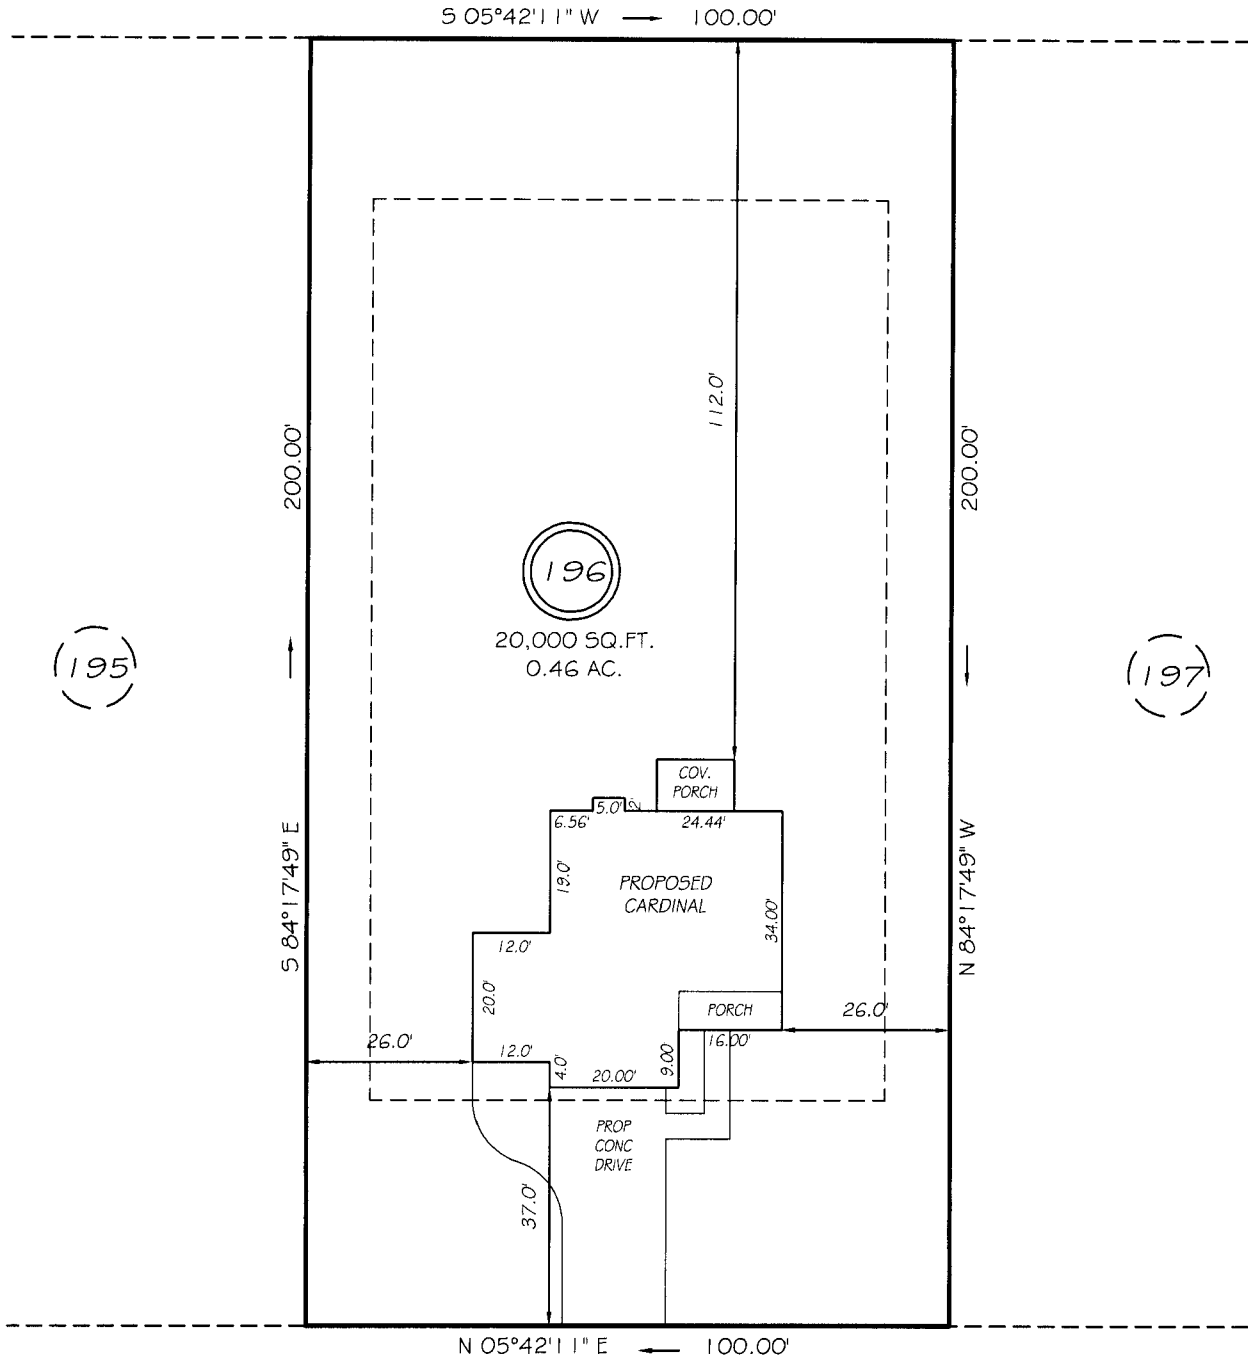 S 05°42'11" W 100.00'
112.0'
200.00'
200.00'
196
20,000 SQ.FT.
0.46 AC.
195
197
COV.
PORCH
5.0'
2'
6.56'
24.44'
19.0'
PROPOSED
CARDINAL
34.00'
S 84°17'49" E
N 84°17'49" W
12.0'
20.0'
PORCH
26.0'
26.0'
16.00'
12.0'
4.0'
9.00
20.00'
PROP
CONC
DRIVE
37.0'
N 05°42'11" E 100.00'